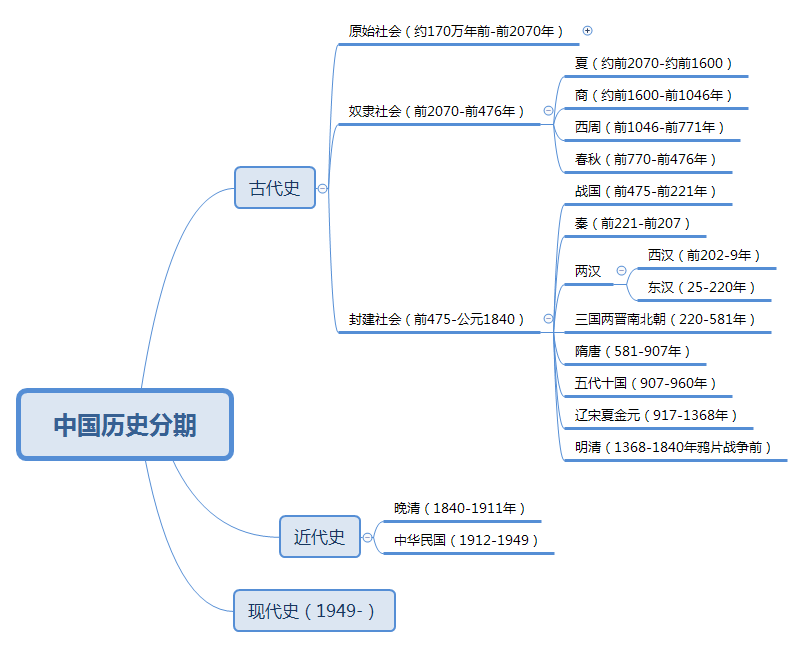 中国历史分期
古代史
原始社会（约170万年前-前2070年）
奴隶社会（前2070-前476年）
夏（约前2070-约前1600）
商（约前1600-前1046年）
西周（前1046-前771年）
春秋（前770-前476年）
封建社会（前475-公元1840）
战国（前475-前221年）
秦（前221-前207）
两汉
西汉（前202-9年）
东汉（25-220年）
三国两晋南北朝（220-581年）
隋唐（581-907年）
五代十国（907-960年）
辽宋夏金元（917-1368年）
明清（1368-1840年鸦片战争前）
近代史
晚清（1840-1911年）
中华民国（1912-1949）
现代史（1949-）